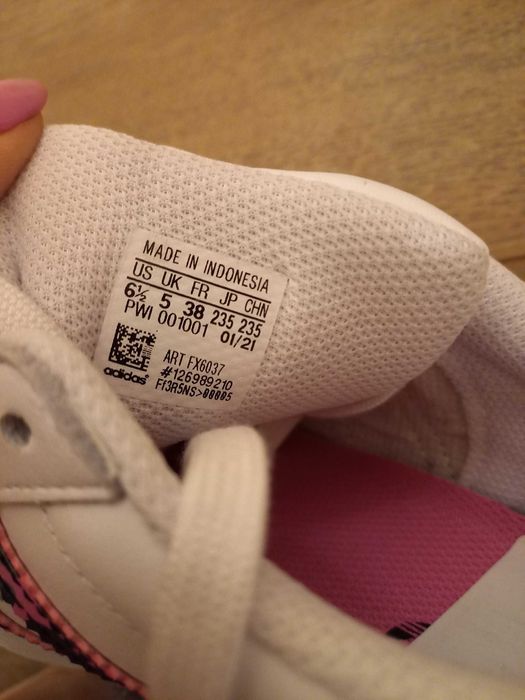 MADE IN INDONESIA
US UK FR JP CHN
6½ 5 38 235 235
PWI 001001 01/21
ART FX6037
#126989210
adidas®
Ff3R5NS>00005